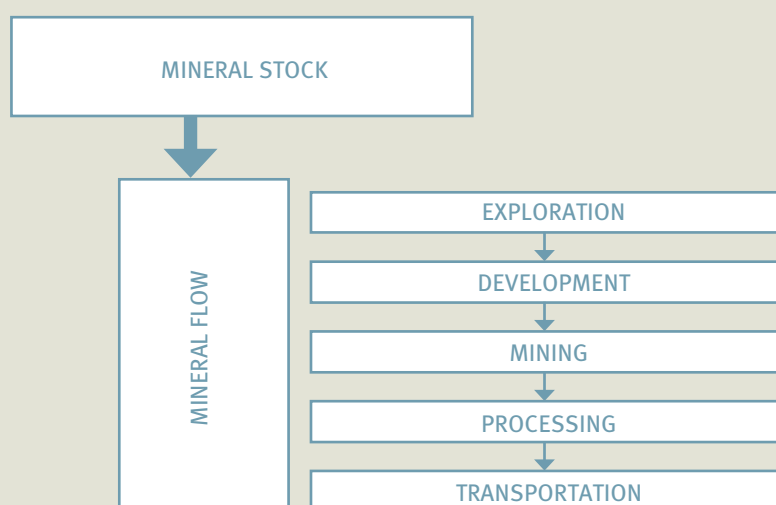 MINERAL STOCK
MINERAL FLOW
EXPLORATION
DEVELOPMENT
MINING
PROCESSING
TRANSPORTATION